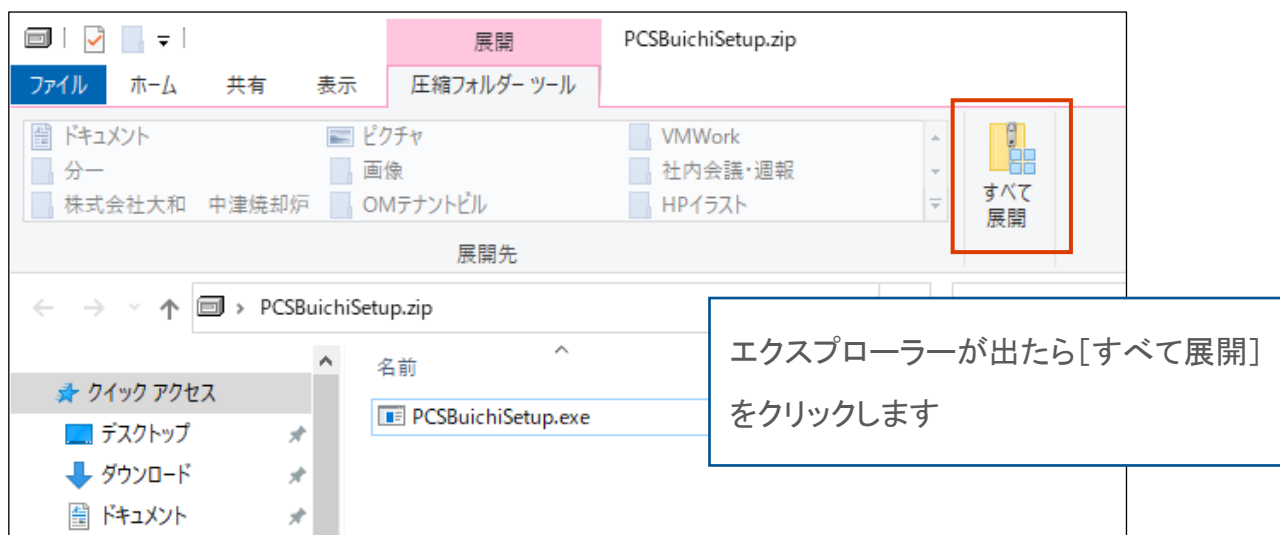 展開
PCSBuichiSetup.zip
ファイル ホーム 共有 表示 圧縮フォルダー ツール
ドキュメント ピクチャ VMWork
分一 画像 社内会議・週報
株式会社大和 中津焼却炉 OMテナントビル HPイラスト
すべて
展開
展開先
PCSBuichiSetup.zip
エクスプローラーが出たら[すべて展開]
をクリックします
名前
クイック アクセス
PCSBuichiSetup.exe
デスクトップ
ダウンロード
ドキュメント